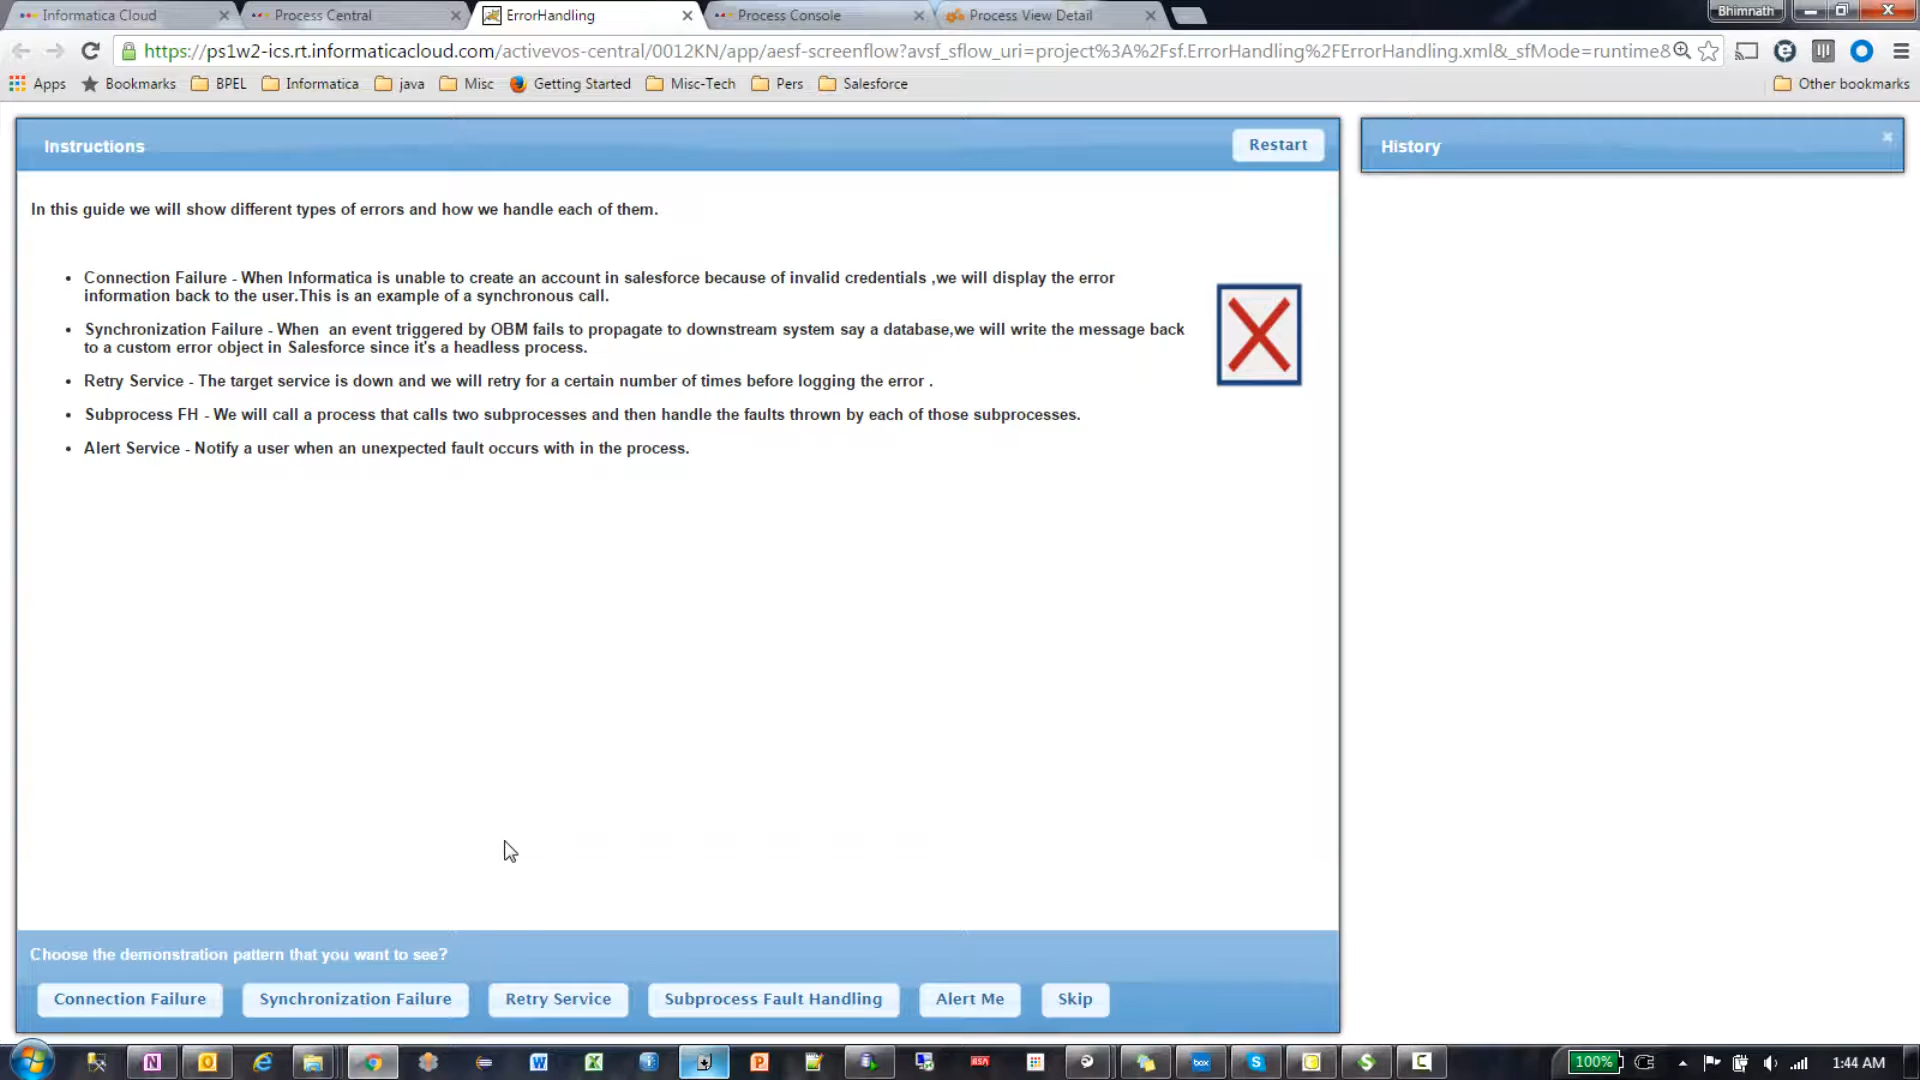 Informatica Cloud
Process Central
ErrorHandling
Process Console
Process View Detail
Bhimnath
https://ps1w2-ics.rt.informaticacloud.com/activevos-central/0012KN/app/aesf-screenflow?avsf_sflow_uri=project%3A%2Fsf.ErrorHandling%2FErrorHandling.xml&_sfMode=runtime&
Apps
Bookmarks
BPEL
Informatica
java
Misc
Getting Started
Misc-Tech
Pers
Salesforce
Other bookmarks
Instructions
Restart
History
In this guide we will show different types of errors and how we handle each of them.
• Connection Failure - When Informatica is unable to create an account in salesforce because of invalid credentials ,we will display the error
information back to the user.This is an example of a synchronous call.
• Synchronization Failure - When  an event triggered by OBM fails to propagate to downstream system say a database,we will write the message back
to a custom error object in Salesforce since it's a headless process.
• Retry Service - The target service is down and we will retry for a certain number of times before logging the error .
• Subprocess FH - We will call a process that calls two subprocesses and then handle the faults thrown by each of those subprocesses.
• Alert Service - Notify a user when an unexpected fault occurs with in the process.
Choose the demonstration pattern that you want to see?
Connection Failure
Synchronization Failure
Retry Service
Subprocess Fault Handling
Alert Me
Skip
RSA
box
100%
1:44 AM